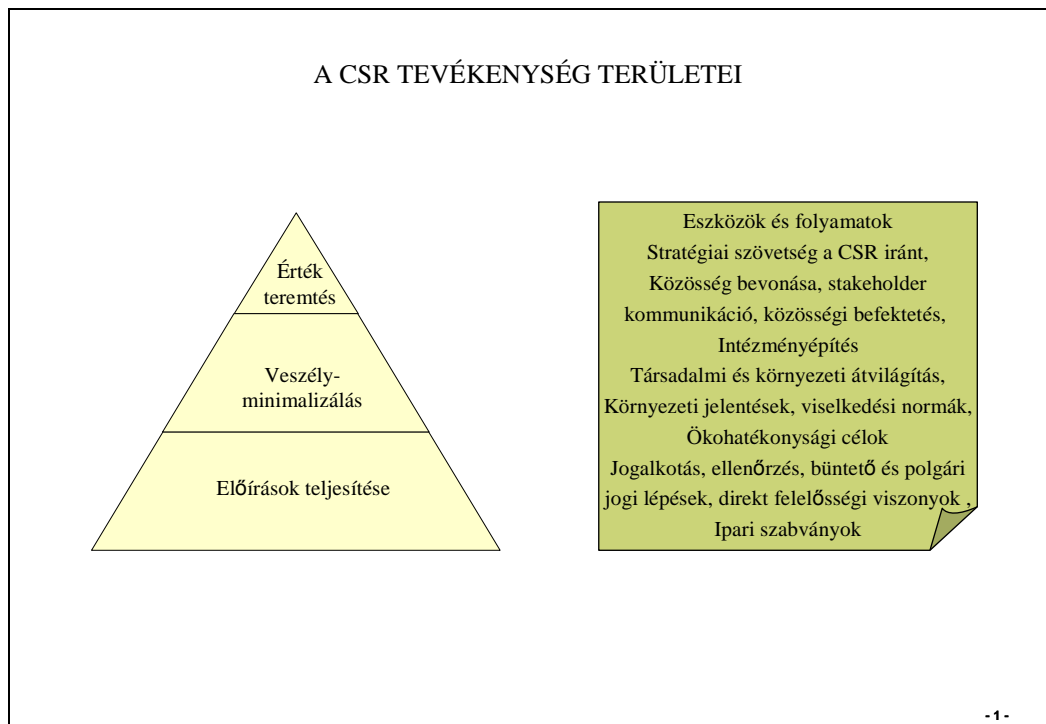 A CSR TEVÉKENYSÉG TERÜLETEI
Érték
teremtés
Veszély-
minimalizálás
Előírások teljesítése
Eszközök és folyamatok
Stratégiai szövetség a CSR iránt,
Közösség bevonása, stakeholder
kommunikáció, közösségi befektetés,
Intézményépítés
Társadalmi és környezeti átvilágítás,
Környezeti jelentések, viselkedési normák,
Ökohatékonysági célok
Jogalkotás, ellenőrzés, büntető és polgári
jogi lépések, direkt felelősségi viszonyok ,
Ipari szabványok
- 1 -